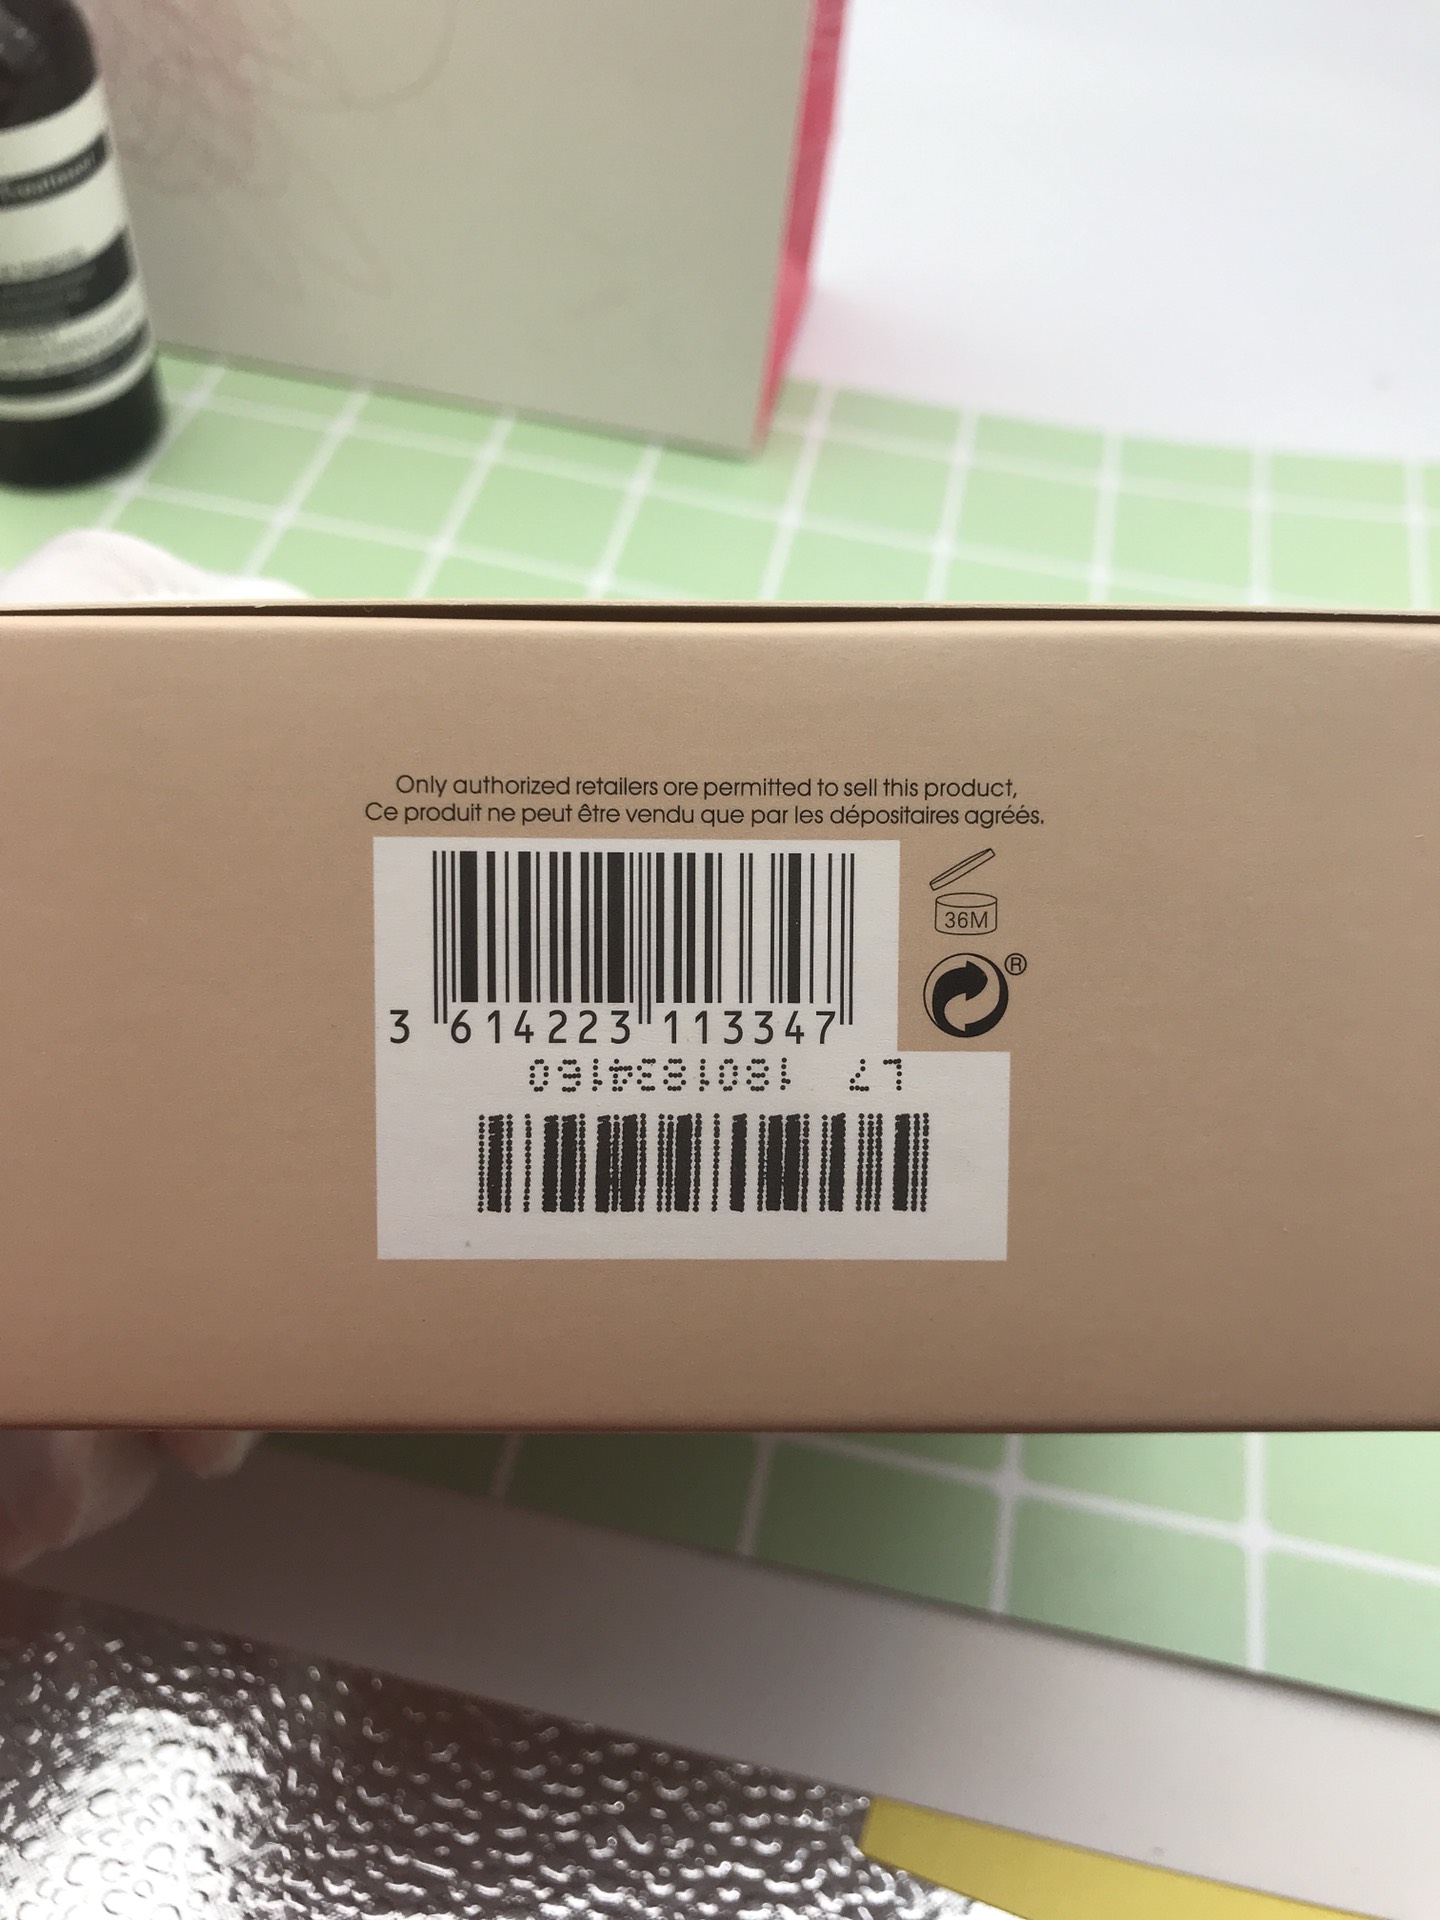 Only authorized retailers ore permitted to sell this product,
Ce produit ne peut être vendu que par les dépositaires agréés.
36M
®
3 614223 113347
L7 1801834160